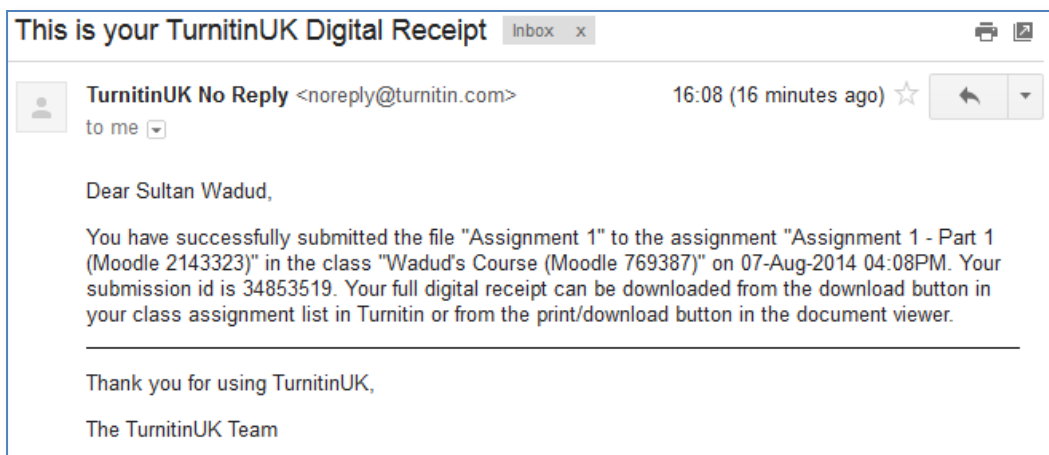 This is your TurnitinUK Digital Receipt Inbox x
TurnitinUK No Reply <noreply@turnitin.com> 16:08 (16 minutes ago)
to me
Dear Sultan Wadud,
You have successfully submitted the file "Assignment 1" to the assignment "Assignment 1 - Part 1
(Moodle 2143323)" in the class "Wadud's Course (Moodle 769387)" on 07-Aug-2014 04:08PM. Your
submission id is 34853519. Your full digital receipt can be downloaded from the download button in
your class assignment list in Turnitin or from the print/download button in the document viewer.
Thank you for using TurnitinUK,
The TurnitinUK Team